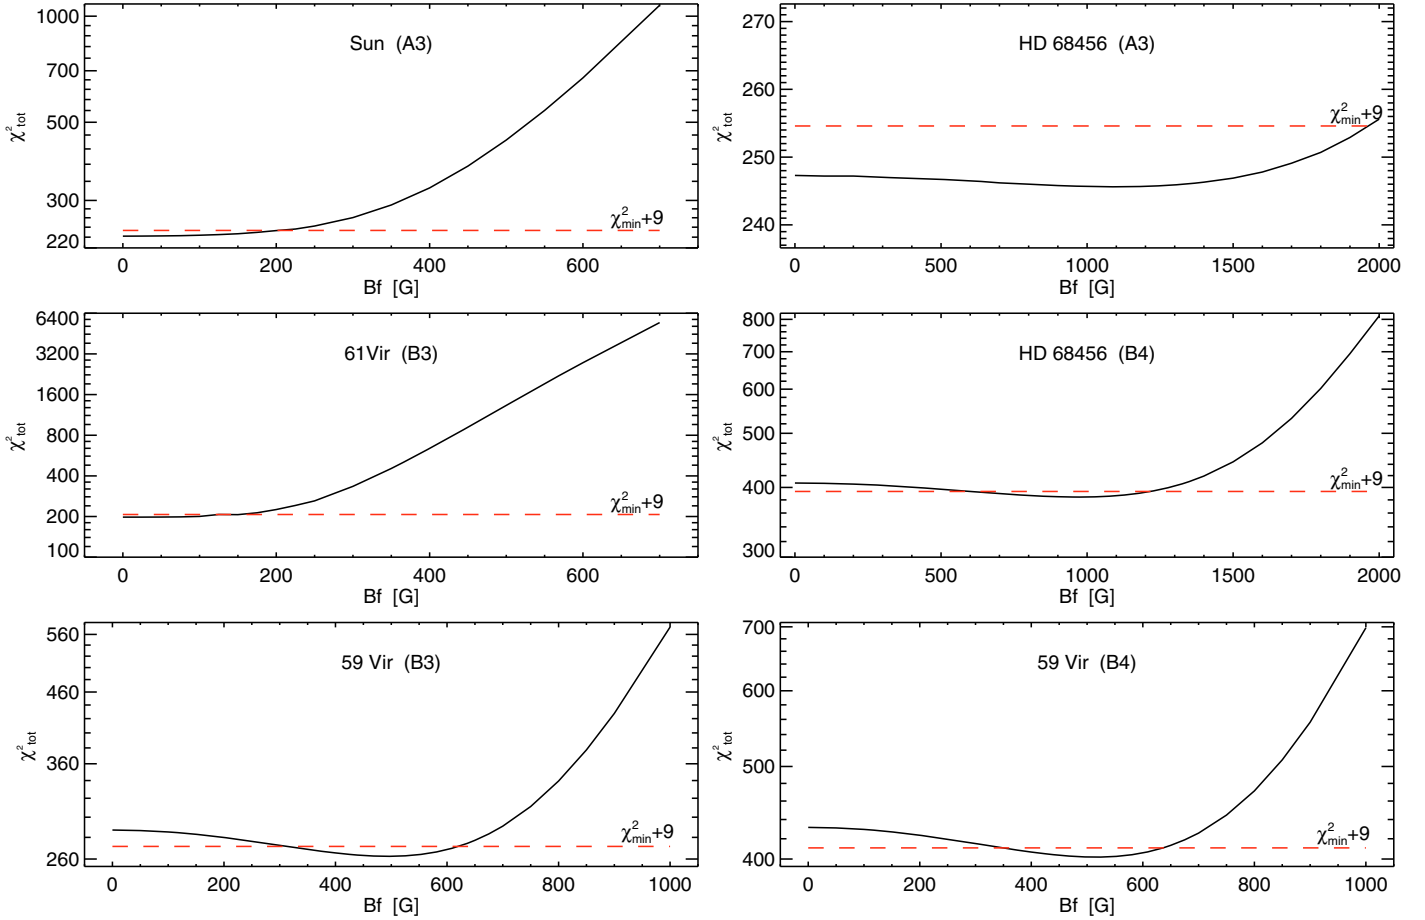 Sun (A3)
χ²tot
1000
700
500
300
220
χ²min+9
0 200 400 600
Bf [G]
HD 68456 (A3)
χ²tot
270
260
250
240
χ²min+9
0 500 1000 1500 2000
Bf [G]
61Vir (B3)
χ²tot
6400
3200
1600
800
400
200
100
χ²min+9
0 200 400 600
Bf [G]
HD 68456 (B4)
χ²tot
800
700
600
500
400
300
χ²min+9
0 500 1000 1500 2000
Bf [G]
59 Vir (B3)
χ²tot
560
460
360
260
χ²min+9
0 200 400 600 800 1000
Bf [G]
59 Vir (B4)
χ²tot
700
600
500
400
χ²min+9
0 200 400 600 800 1000
Bf [G]